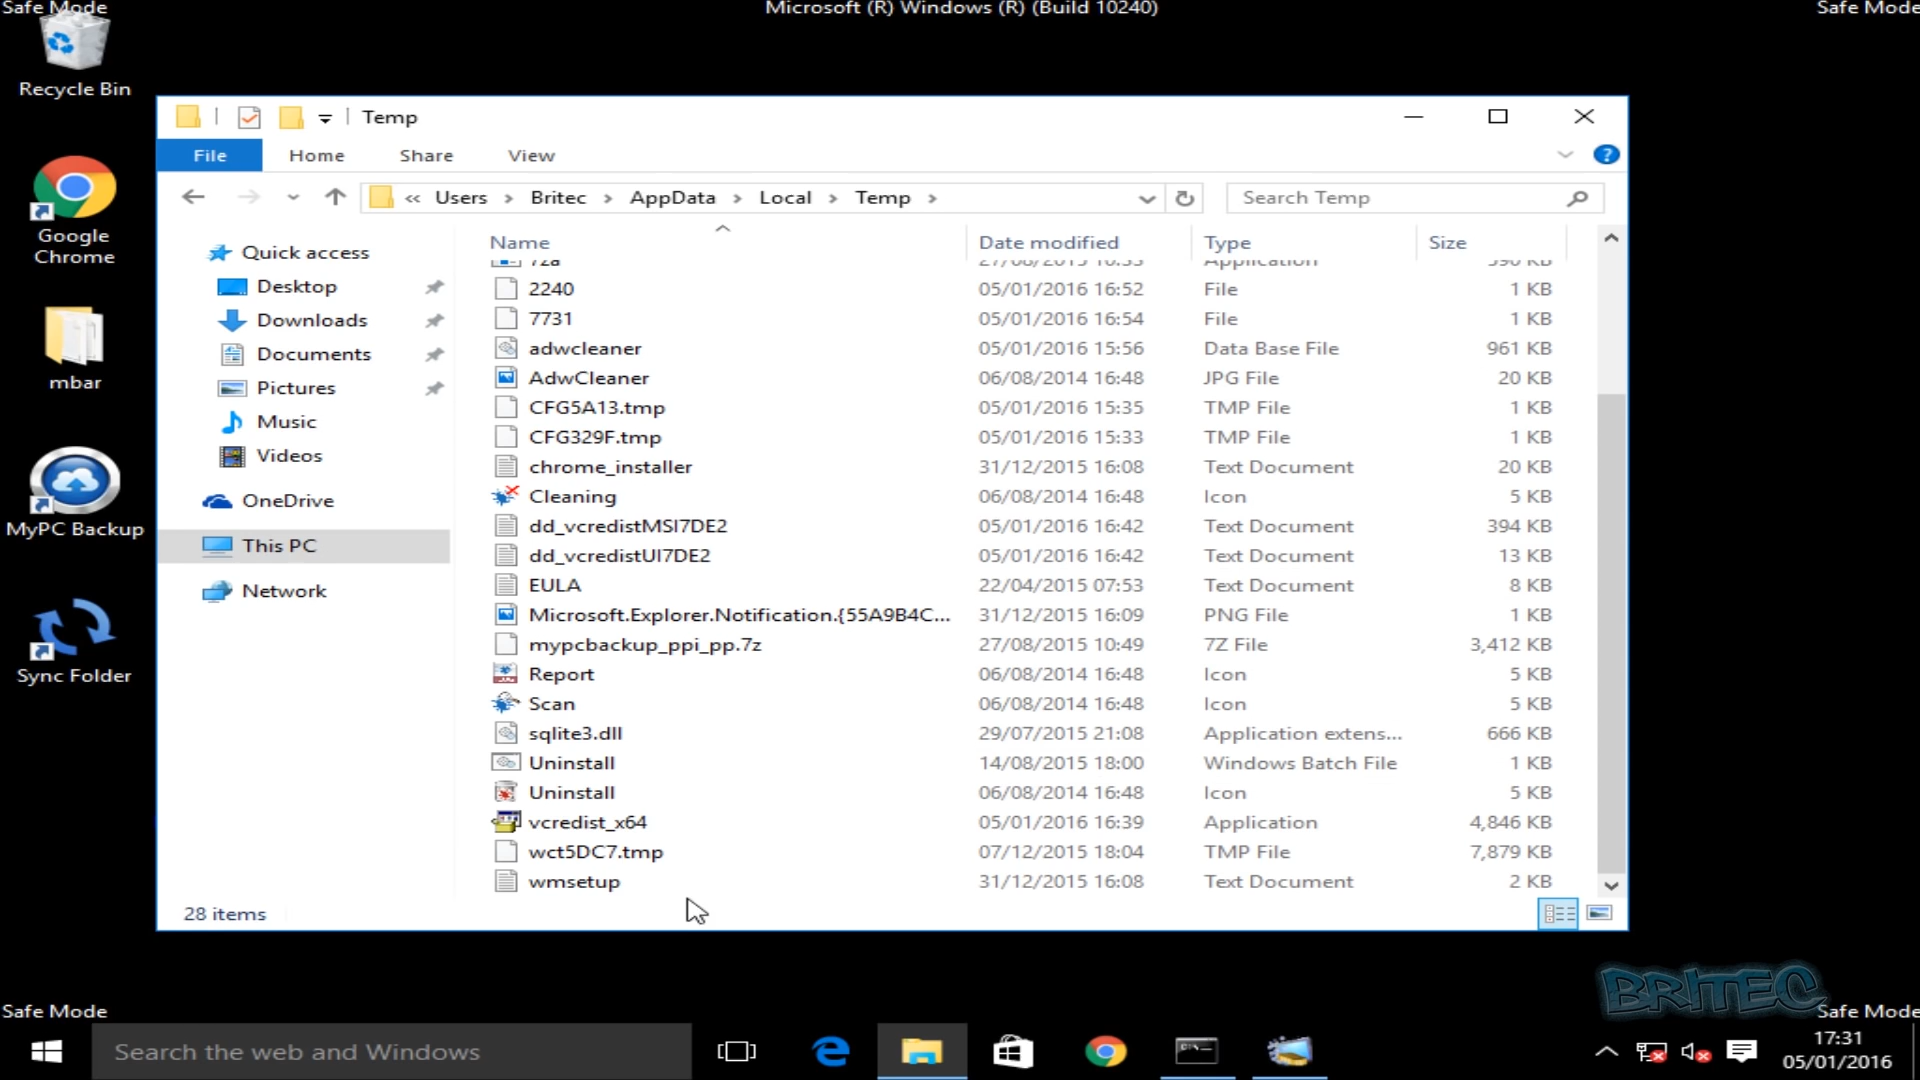 Safe Mode
Microsoft (R) Windows (R) (Build 10240)
Safe Mode
Recycle Bin
Google
Chrome
mbar
MyPC Backup
Sync Folder
Temp
File Home Share View
« Users › Britec › AppData › Local › Temp ›
Search Temp
Quick access
Desktop
Downloads
Documents
Pictures
Music
Videos
OneDrive
This PC
Network
Name Date modified Type Size
7za 27/08/2015 10:35 Application 590 KB
2240 05/01/2016 16:52 File 1 KB
7731 05/01/2016 16:54 File 1 KB
adwcleaner 05/01/2016 15:56 Data Base File 961 KB
AdwCleaner 06/08/2014 16:48 JPG File 20 KB
CFG5A13.tmp 05/01/2016 15:35 TMP File 1 KB
CFG329F.tmp 05/01/2016 15:33 TMP File 1 KB
chrome_installer 31/12/2015 16:08 Text Document 20 KB
Cleaning 06/08/2014 16:48 Icon 5 KB
dd_vcredistMSI7DE2 05/01/2016 16:42 Text Document 394 KB
dd_vcredistUI7DE2 05/01/2016 16:42 Text Document 13 KB
EULA 22/04/2015 07:53 Text Document 8 KB
Microsoft.Explorer.Notification.{55A9B4C... 31/12/2015 16:09 PNG File 1 KB
mypcbackup_ppi_pp.7z 27/08/2015 10:49 7Z File 3,412 KB
Report 06/08/2014 16:48 Icon 5 KB
Scan 06/08/2014 16:48 Icon 5 KB
sqlite3.dll 29/07/2015 21:08 Application extens... 666 KB
Uninstall 14/08/2015 18:00 Windows Batch File 1 KB
Uninstall 06/08/2014 16:48 Icon 5 KB
vcredist_x64 05/01/2016 16:39 Application 4,846 KB
wct5DC7.tmp 07/12/2015 18:04 TMP File 7,879 KB
wmsetup 31/12/2015 16:08 Text Document 2 KB
28 items
BRITEC
Safe Mode
Safe Mode
Search the web and Windows
17:31
05/01/2016